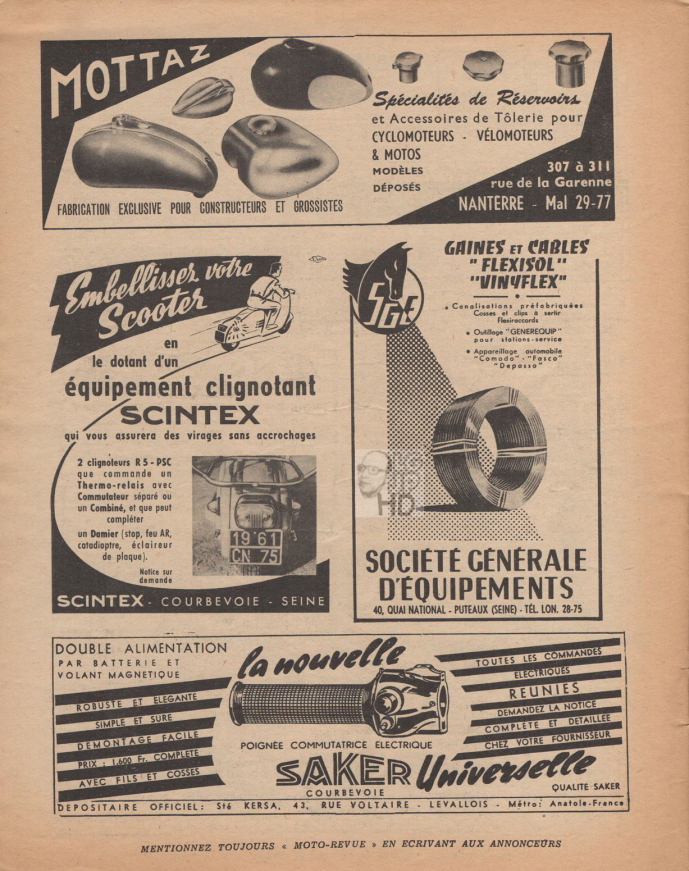 MOTTAZ
Spécialités de Réservoirs
et Accessoires de Tôlerie pour
CYCLOMOTEURS - VÉLOMOTEURS
& MOTOS
MODÈLES
DÉPOSÉS
307 à 311
rue de la Garenne
NANTERRE - Mal 29-77
FABRICATION EXCLUSIVE POUR CONSTRUCTEURS ET GROSSISTES
Embellissez votre
Scooter
en
le dotant d'un
équipement clignotant
SCINTEX
qui vous assurera des virages sans accrochages
2 clignoteurs R5-PSC
que commande un
Thermo-relais avec
Commutateur séparé ou
un Combiné, et que peut
compléter
un Damier (stop, feu AR,
catadioptre, éclaireur
de plaque).
Notice sur
demande
19*61
CN 75
SCINTEX - COURBEVOIE - SEINE
SGE
GAINES ET CABLES
"FLEXISOL"
"VINYFLEX"
• Canalisations préfabriquées
Cosses et clips à sertir
Flexiraccords
• Outillage "GENEREQUIP"
pour stations-service
• Appareillage automobile
"Comodo" - "Fasco"
"Depasso"
HD
SOCIÉTÉ GÉNÉRALE
D'ÉQUIPEMENTS
40, QUAI NATIONAL - PUTEAUX (SEINE) - TÉL. LON. 28-75
DOUBLE ALIMENTATION
PAR BATTERIE ET
VOLANT MAGNETIQUE
ROBUSTE ET ELEGANTE
SIMPLE ET SURE
DEMONTAGE FACILE
PRIX : 1.600 Fr. COMPLETE
AVEC FILS ET COSSES
la nouvelle
TOUTES LES COMMANDES
ELECTRIQUES
REUNIES
DEMANDEZ LA NOTICE
COMPLETE ET DETAILLEE
CHEZ VOTRE FOURNISSEUR
POIGNÉE COMMUTATRICE ÉLECTRIQUE
SAKER Universelle
COURBEVOIE
QUALITE SAKER
DEPOSITAIRE OFFICIEL: Sté KERSA, 43, RUE VOLTAIRE - LEVALLOIS - Métro: Anatole-France
MENTIONNEZ TOUJOURS « MOTO-REVUE » EN ECRIVANT AUX ANNONCEURS